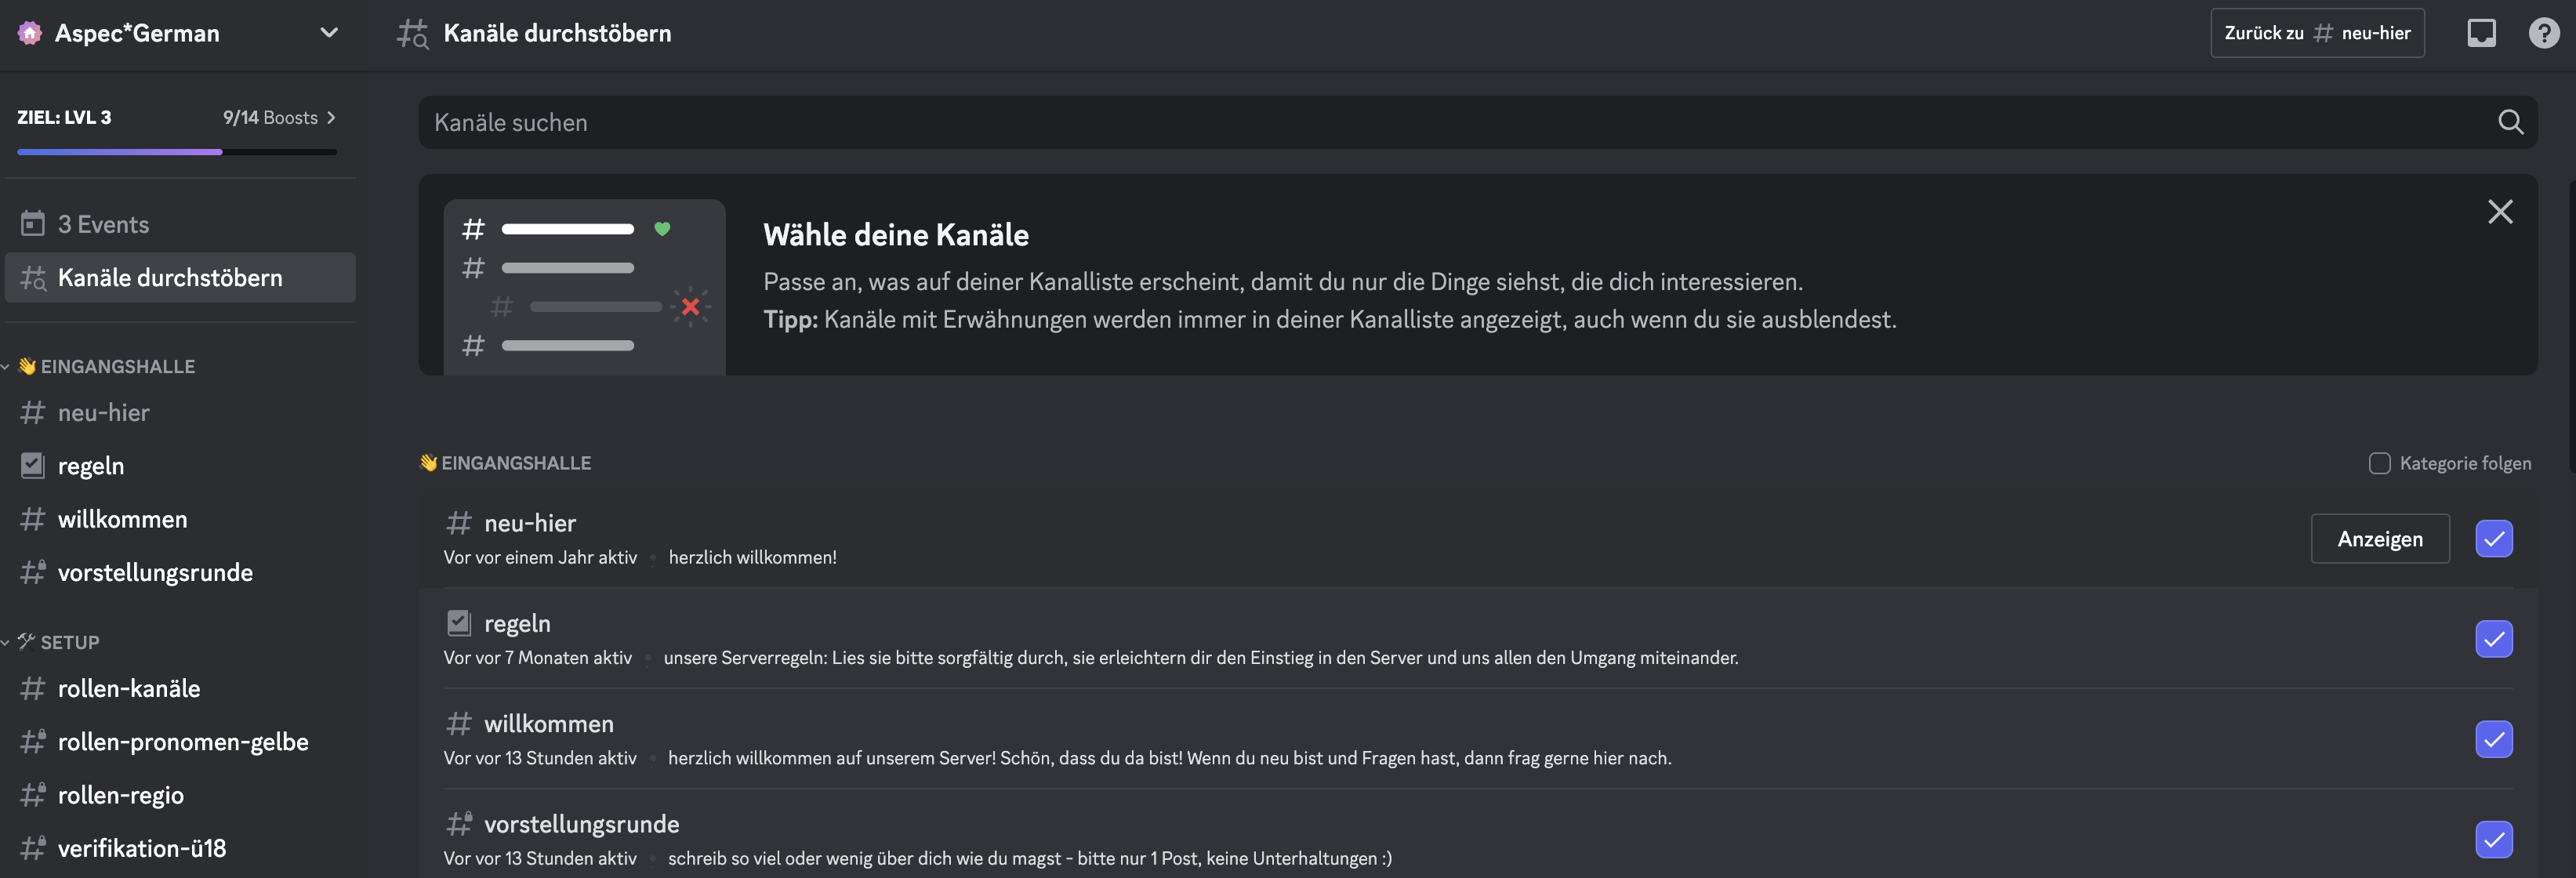 Aspec*German
Kanäle durchstöbern
Zurück zu # neu-hier
ZIEL: LVL 3
9/14 Boosts
3 Events
Kanäle durchstöbern
👋 EINGANGSHALLE
neu-hier
regeln
willkommen
vorstellungsrunde
🛠 SETUP
rollen-kanäle
rollen-pronomen-gelbe
rollen-regio
verifikation-ü18
Kanäle suchen
Wähle deine Kanäle
Passe an, was auf deiner Kanalliste erscheint, damit du nur die Dinge siehst, die dich interessieren.
Tipp: Kanäle mit Erwähnungen werden immer in deiner Kanalliste angezeigt, auch wenn du sie ausblendest.
👋 EINGANGSHALLE
Kategorie folgen
neu-hier
Vor vor einem Jahr aktiv • herzlich willkommen!
Anzeigen
regeln
Vor vor 7 Monaten aktiv • unsere Serverregeln: Lies sie bitte sorgfältig durch, sie erleichtern dir den Einstieg in den Server und uns allen den Umgang miteinander.
willkommen
Vor vor 13 Stunden aktiv • herzlich willkommen auf unserem Server! Schön, dass du da bist! Wenn du neu bist und Fragen hast, dann frag gerne hier nach.
vorstellungsrunde
Vor vor 13 Stunden aktiv • schreib so viel oder wenig über dich wie du magst - bitte nur 1 Post, keine Unterhaltungen :)